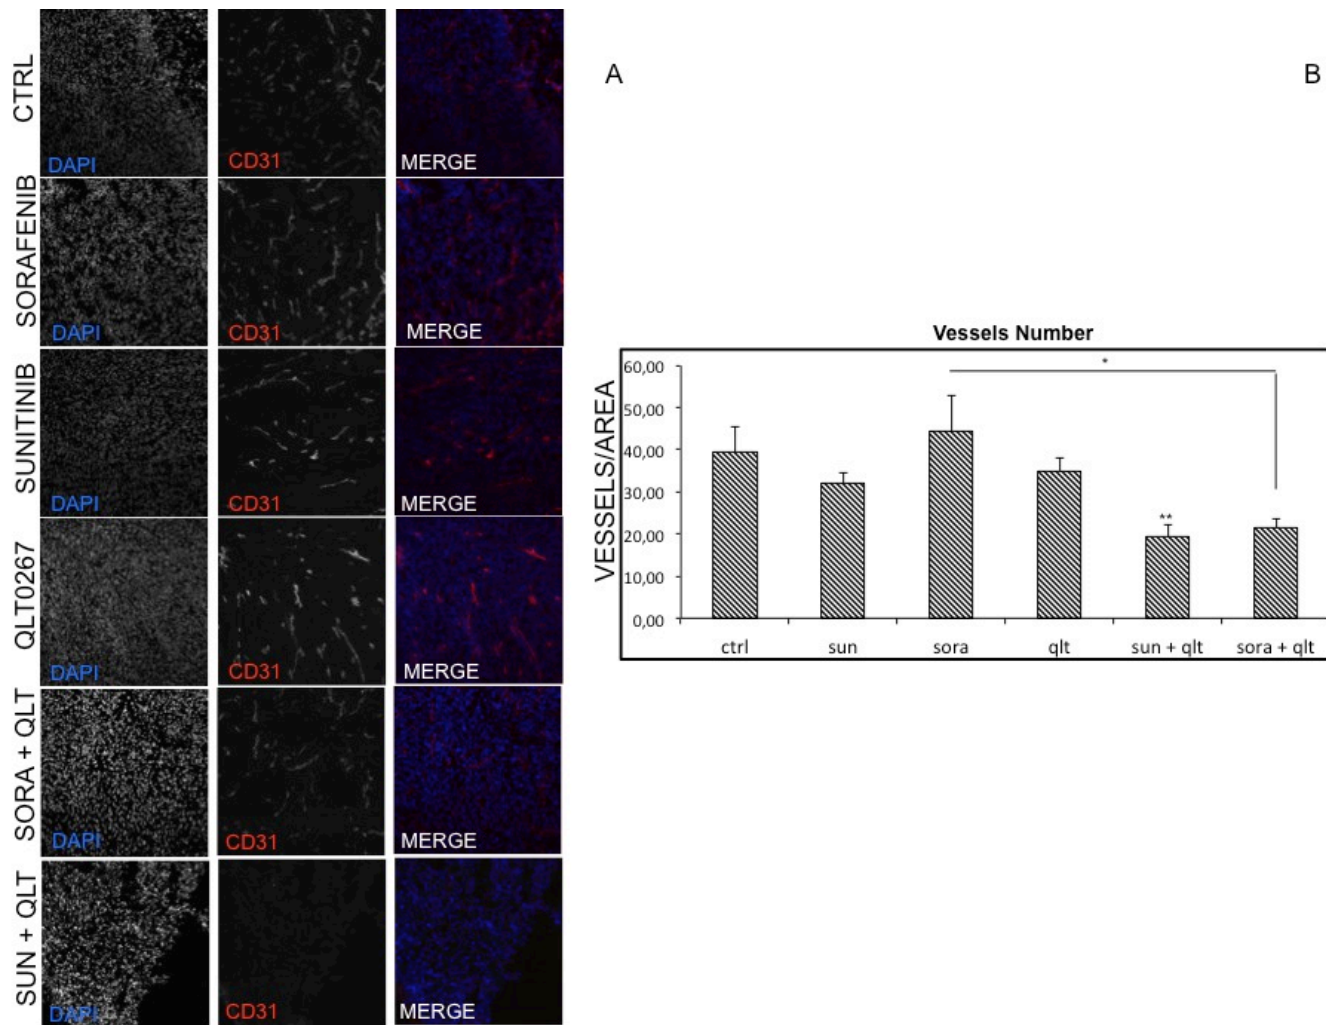 CTRL
DAPI
CD31
MERGE
SORAFENIB
DAPI
CD31
MERGE
SUNITINIB
DAPI
CD31
MERGE
QLT0267
DAPI
CD31
MERGE
SORA + QLT
DAPI
CD31
MERGE
SUN + QLT
DAPI
CD31
MERGE
A
B
Vessels Number
VESSELS/AREA
60,00
50,00
40,00
30,00
20,00
10,00
0,00
*
**
ctrl sun sora qlt sun + qlt sora + qlt